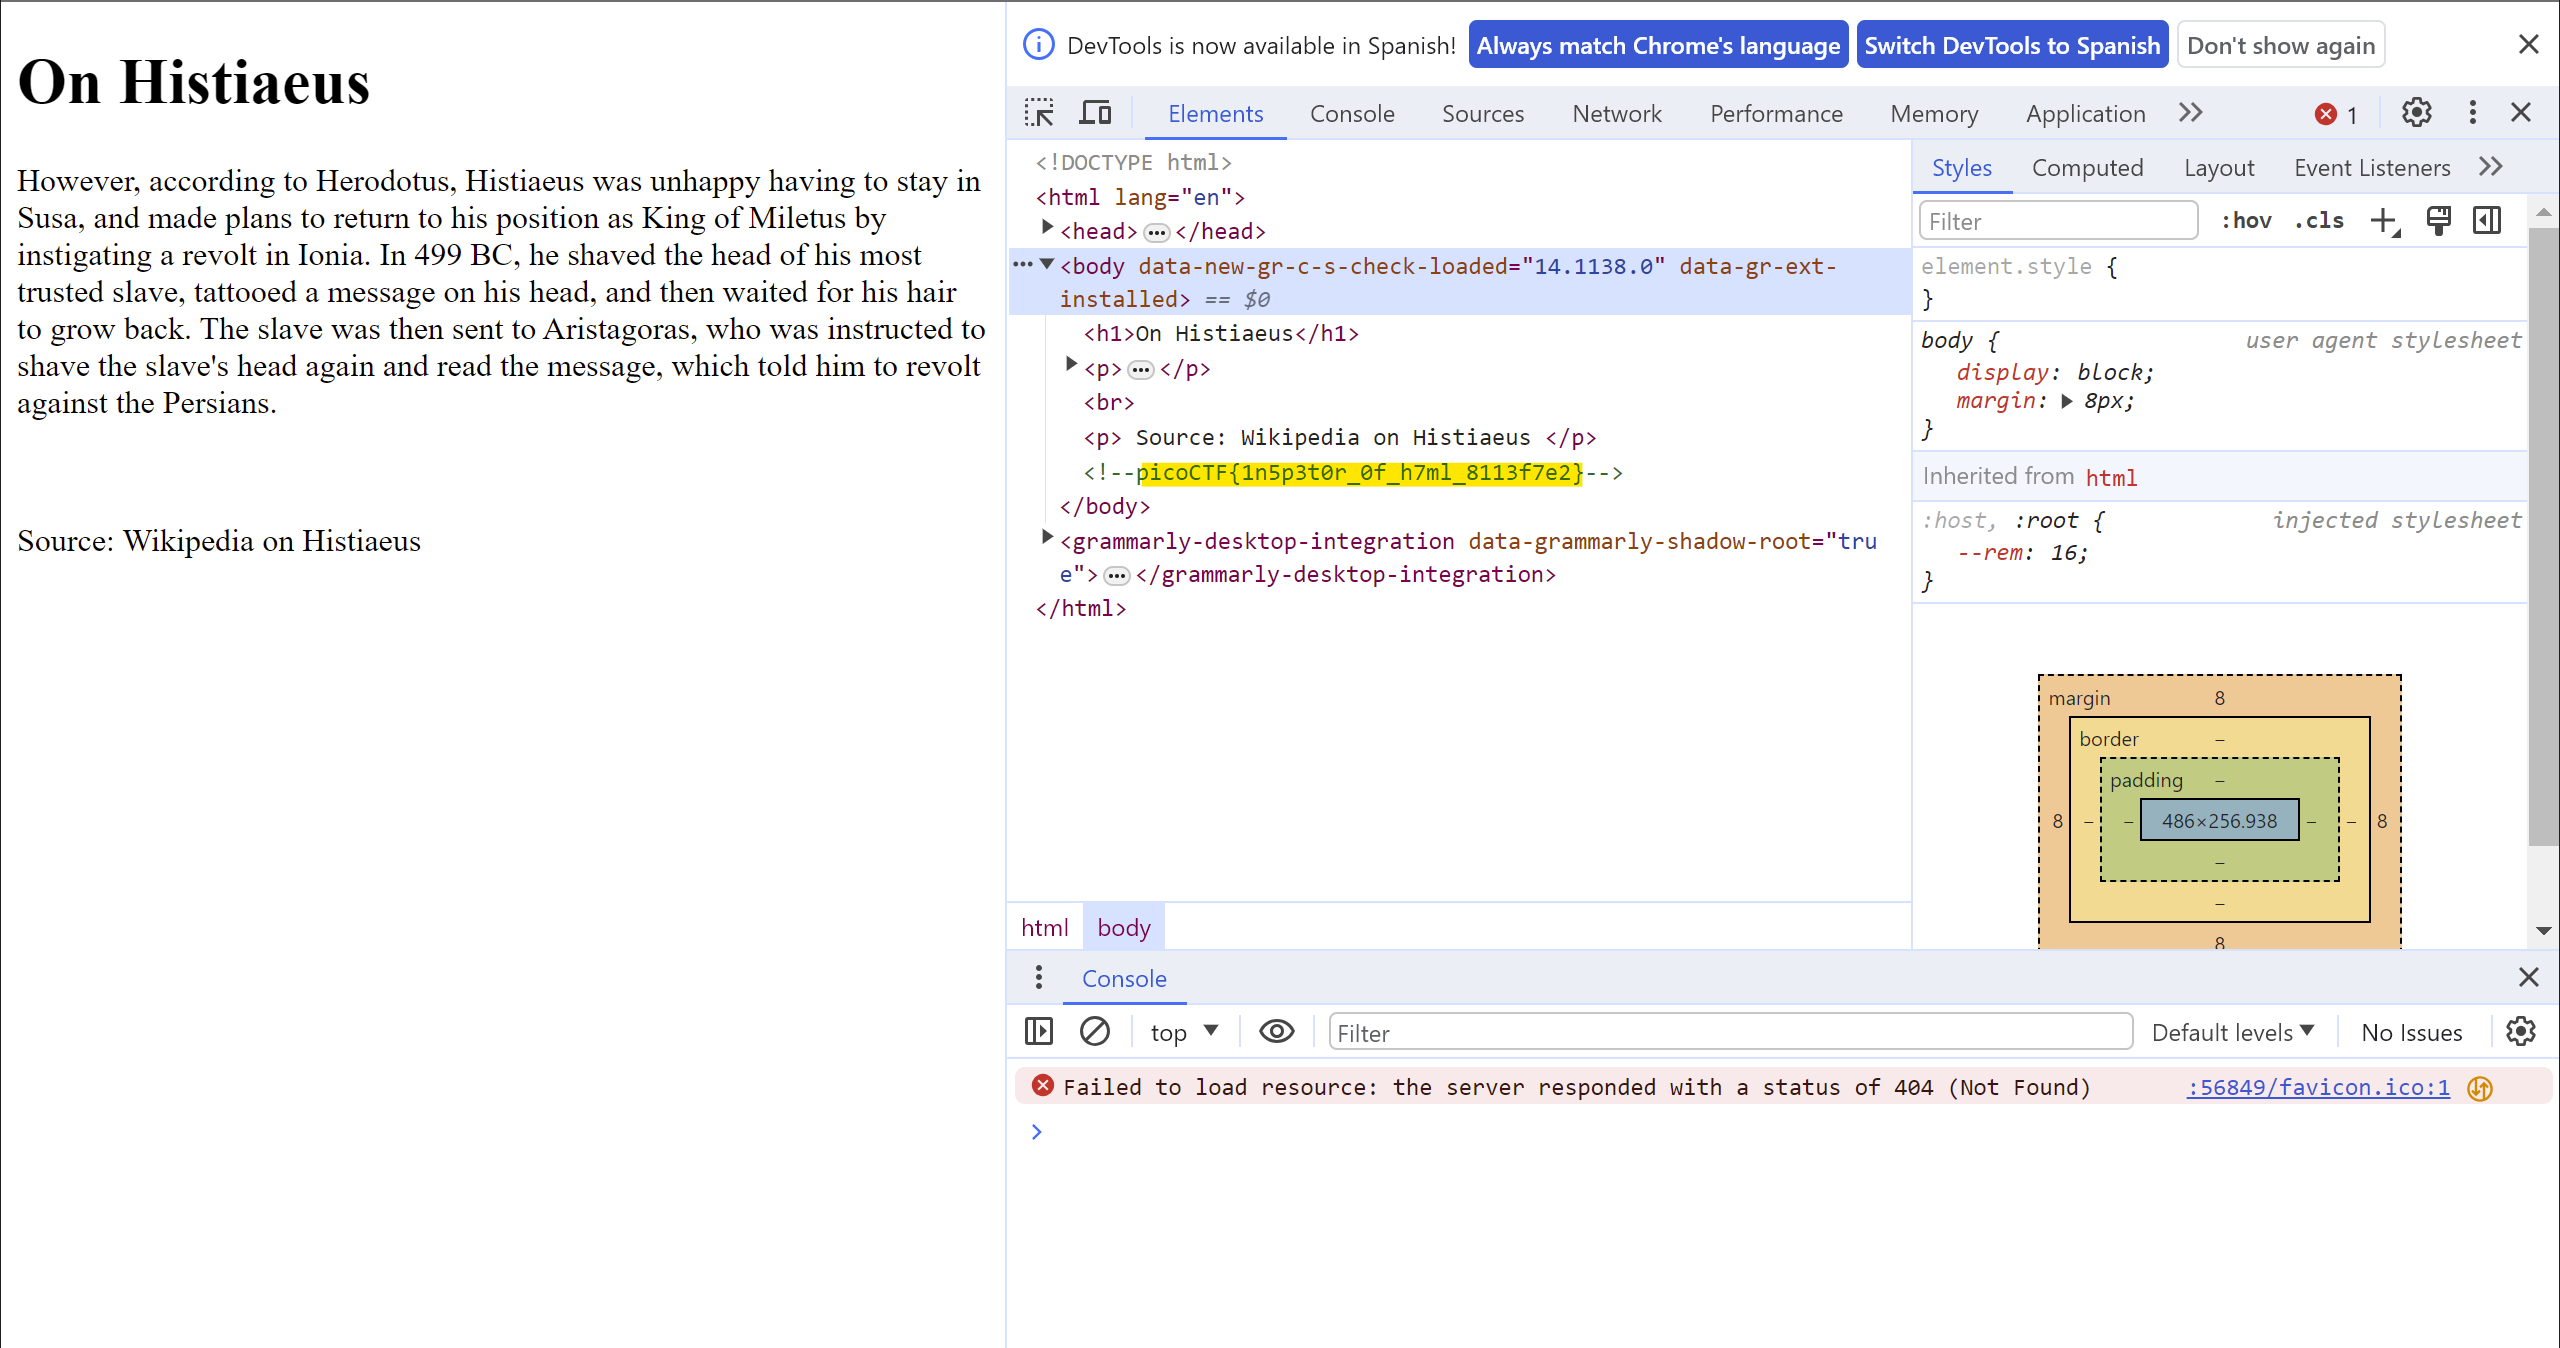 On Histiaeus
However, according to Herodotus, Histiaeus was unhappy having to stay in
Susa, and made plans to return to his position as King of Miletus by
instigating a revolt in Ionia. In 499 BC, he shaved the head of his most
trusted slave, tattooed a message on his head, and then waited for his hair
to grow back. The slave was then sent to Aristagoras, who was instructed to
shave the slave's head again and read the message, which told him to revolt
against the Persians.
Source: Wikipedia on Histiaeus
DevTools is now available in Spanish! Always match Chrome's language Switch DevTools to Spanish Don't show again
Elements Console Sources Network Performance Memory Application 1
<!DOCTYPE html>
<html lang="en">
<head>…</head>
<body data-new-gr-c-s-check-loaded="14.1138.0" data-gr-ext-
installed> == $0
<h1>On Histiaeus</h1>
<p>…</p>
<br>
<p> Source: Wikipedia on Histiaeus </p>
<!--picoCTF{1n5p3t0r_0f_h7ml_8113f7e2}-->
</body>
<grammarly-desktop-integration data-grammarly-shadow-root="tru
e">…</grammarly-desktop-integration>
</html>
html body
Styles Computed Layout Event Listeners
Filter :hov .cls
element.style {
}
body { user agent stylesheet
display: block;
margin: 8px;
}
Inherited from html
:host, :root { injected stylesheet
--rem: 16;
}
margin 8
border –
padding –
8 – – 486×256.938 – – 8
–
–
8
Console
top Filter Default levels No Issues
Failed to load resource: the server responded with a status of 404 (Not Found) :56849/favicon.ico:1